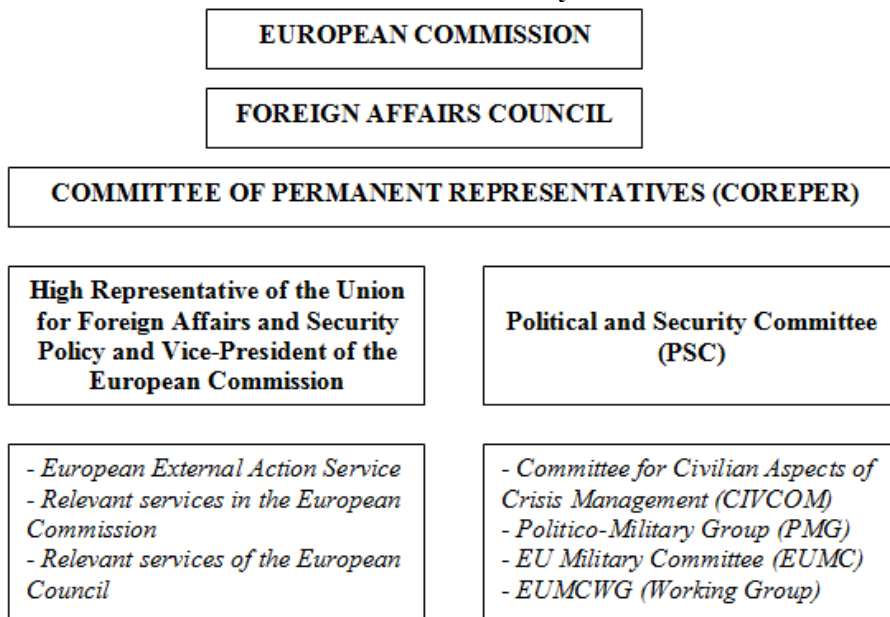 EUROPEAN COMMISSION
FOREIGN AFFAIRS COUNCIL
COMMITTEE OF PERMANENT REPRESENTATIVES (COREPER)
High Representative of the Union
for Foreign Affairs and Security
Policy and Vice-President of the
European Commission
Political and Security Committee
(PSC)
- European External Action Service
- Relevant services in the European
Commission
- Relevant services of the European
Council
- Committee for Civilian Aspects of
Crisis Management (CIVCOM)
- Politico-Military Group (PMG)
- EU Military Committee (EUMC)
- EUMCWG (Working Group)